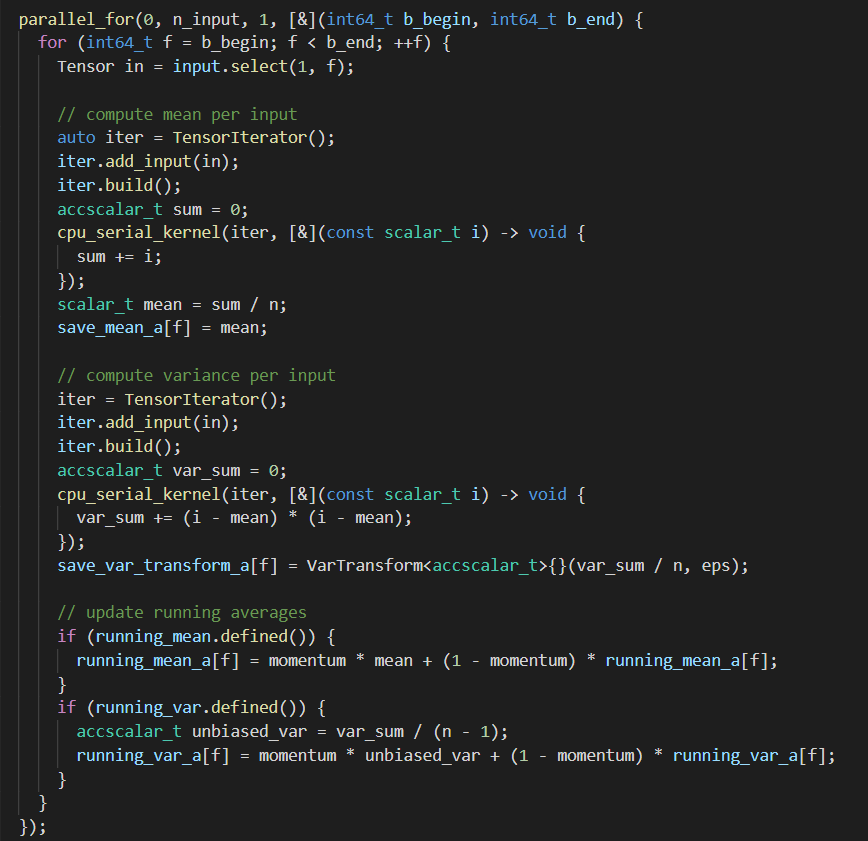 parallel_for(0, n_input, 1, [&](int64_t b_begin, int64_t b_end) {
  for (int64_t f = b_begin; f < b_end; ++f) {
    Tensor in = input.select(1, f);

    // compute mean per input
    auto iter = TensorIterator();
    iter.add_input(in);
    iter.build();
    accscalar_t sum = 0;
    cpu_serial_kernel(iter, [&](const scalar_t i) -> void {
      sum += i;
    });
    scalar_t mean = sum / n;
    save_mean_a[f] = mean;

    // compute variance per input
    iter = TensorIterator();
    iter.add_input(in);
    iter.build();
    accscalar_t var_sum = 0;
    cpu_serial_kernel(iter, [&](const scalar_t i) -> void {
      var_sum += (i - mean) * (i - mean);
    });
    save_var_transform_a[f] = VarTransform<accscalar_t>{}(var_sum / n, eps);

    // update running averages
    if (running_mean.defined()) {
      running_mean_a[f] = momentum * mean + (1 - momentum) * running_mean_a[f];
    }
    if (running_var.defined()) {
      accscalar_t unbiased_var = var_sum / (n - 1);
      running_var_a[f] = momentum * unbiased_var + (1 - momentum) * running_var_a[f];
    }
  }
});